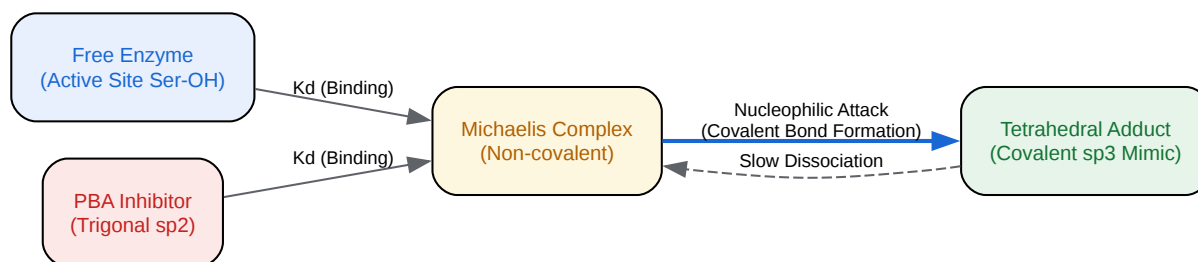 Free Enzyme
(Active Site Ser-OH)
Kd (Binding)
PBA Inhibitor
(Trigonal sp2)
Kd (Binding)
Michaelis Complex
(Non-covalent)
Nucleophilic Attack
(Covalent Bond Formation)
Slow Dissociation
Tetrahedral Adduct
(Covalent sp3 Mimic)